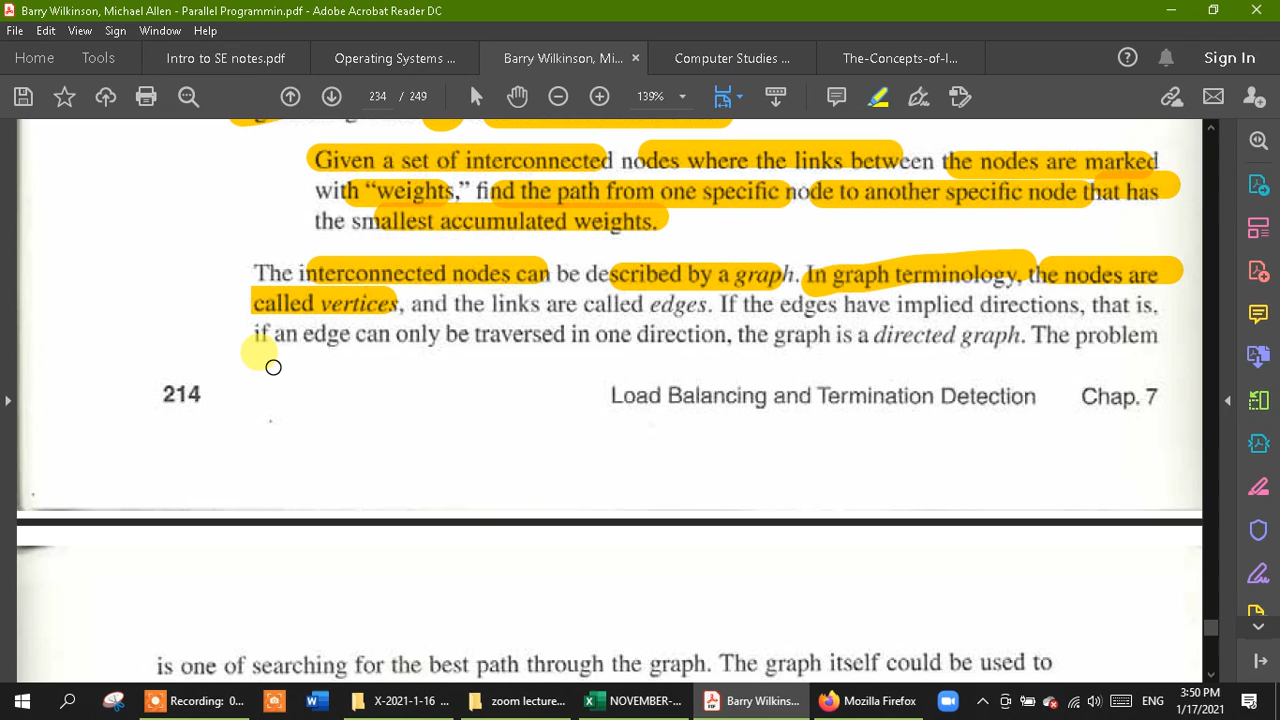 Barry Wilkinson, Michael Allen - Parallel Programmin.pdf - Adobe Acrobat Reader DC
File Edit View Sign Window Help
Home Tools Intro to SE notes.pdf Operating Systems ... Barry Wilkinson, Mi... × Computer Studies ... The-Concepts-of-I... Sign In
234 / 249 139%
Given a set of interconnected nodes where the links between the nodes are marked
with “weights,” find the path from one specific node to another specific node that has
the smallest accumulated weights.
The interconnected nodes can be described by a graph. In graph terminology, the nodes are
called vertices, and the links are called edges. If the edges have implied directions, that is,
if an edge can only be traversed in one direction, the graph is a directed graph. The problem
214 Load Balancing and Termination Detection Chap. 7
is one of searching for the best path through the graph. The graph itself could be used to
Recording: 0... X-2021-1-16 ... zoom lecture... NOVEMBER-... Barry Wilkins... Mozilla Firefox ENG 3:50 PM
1/17/2021